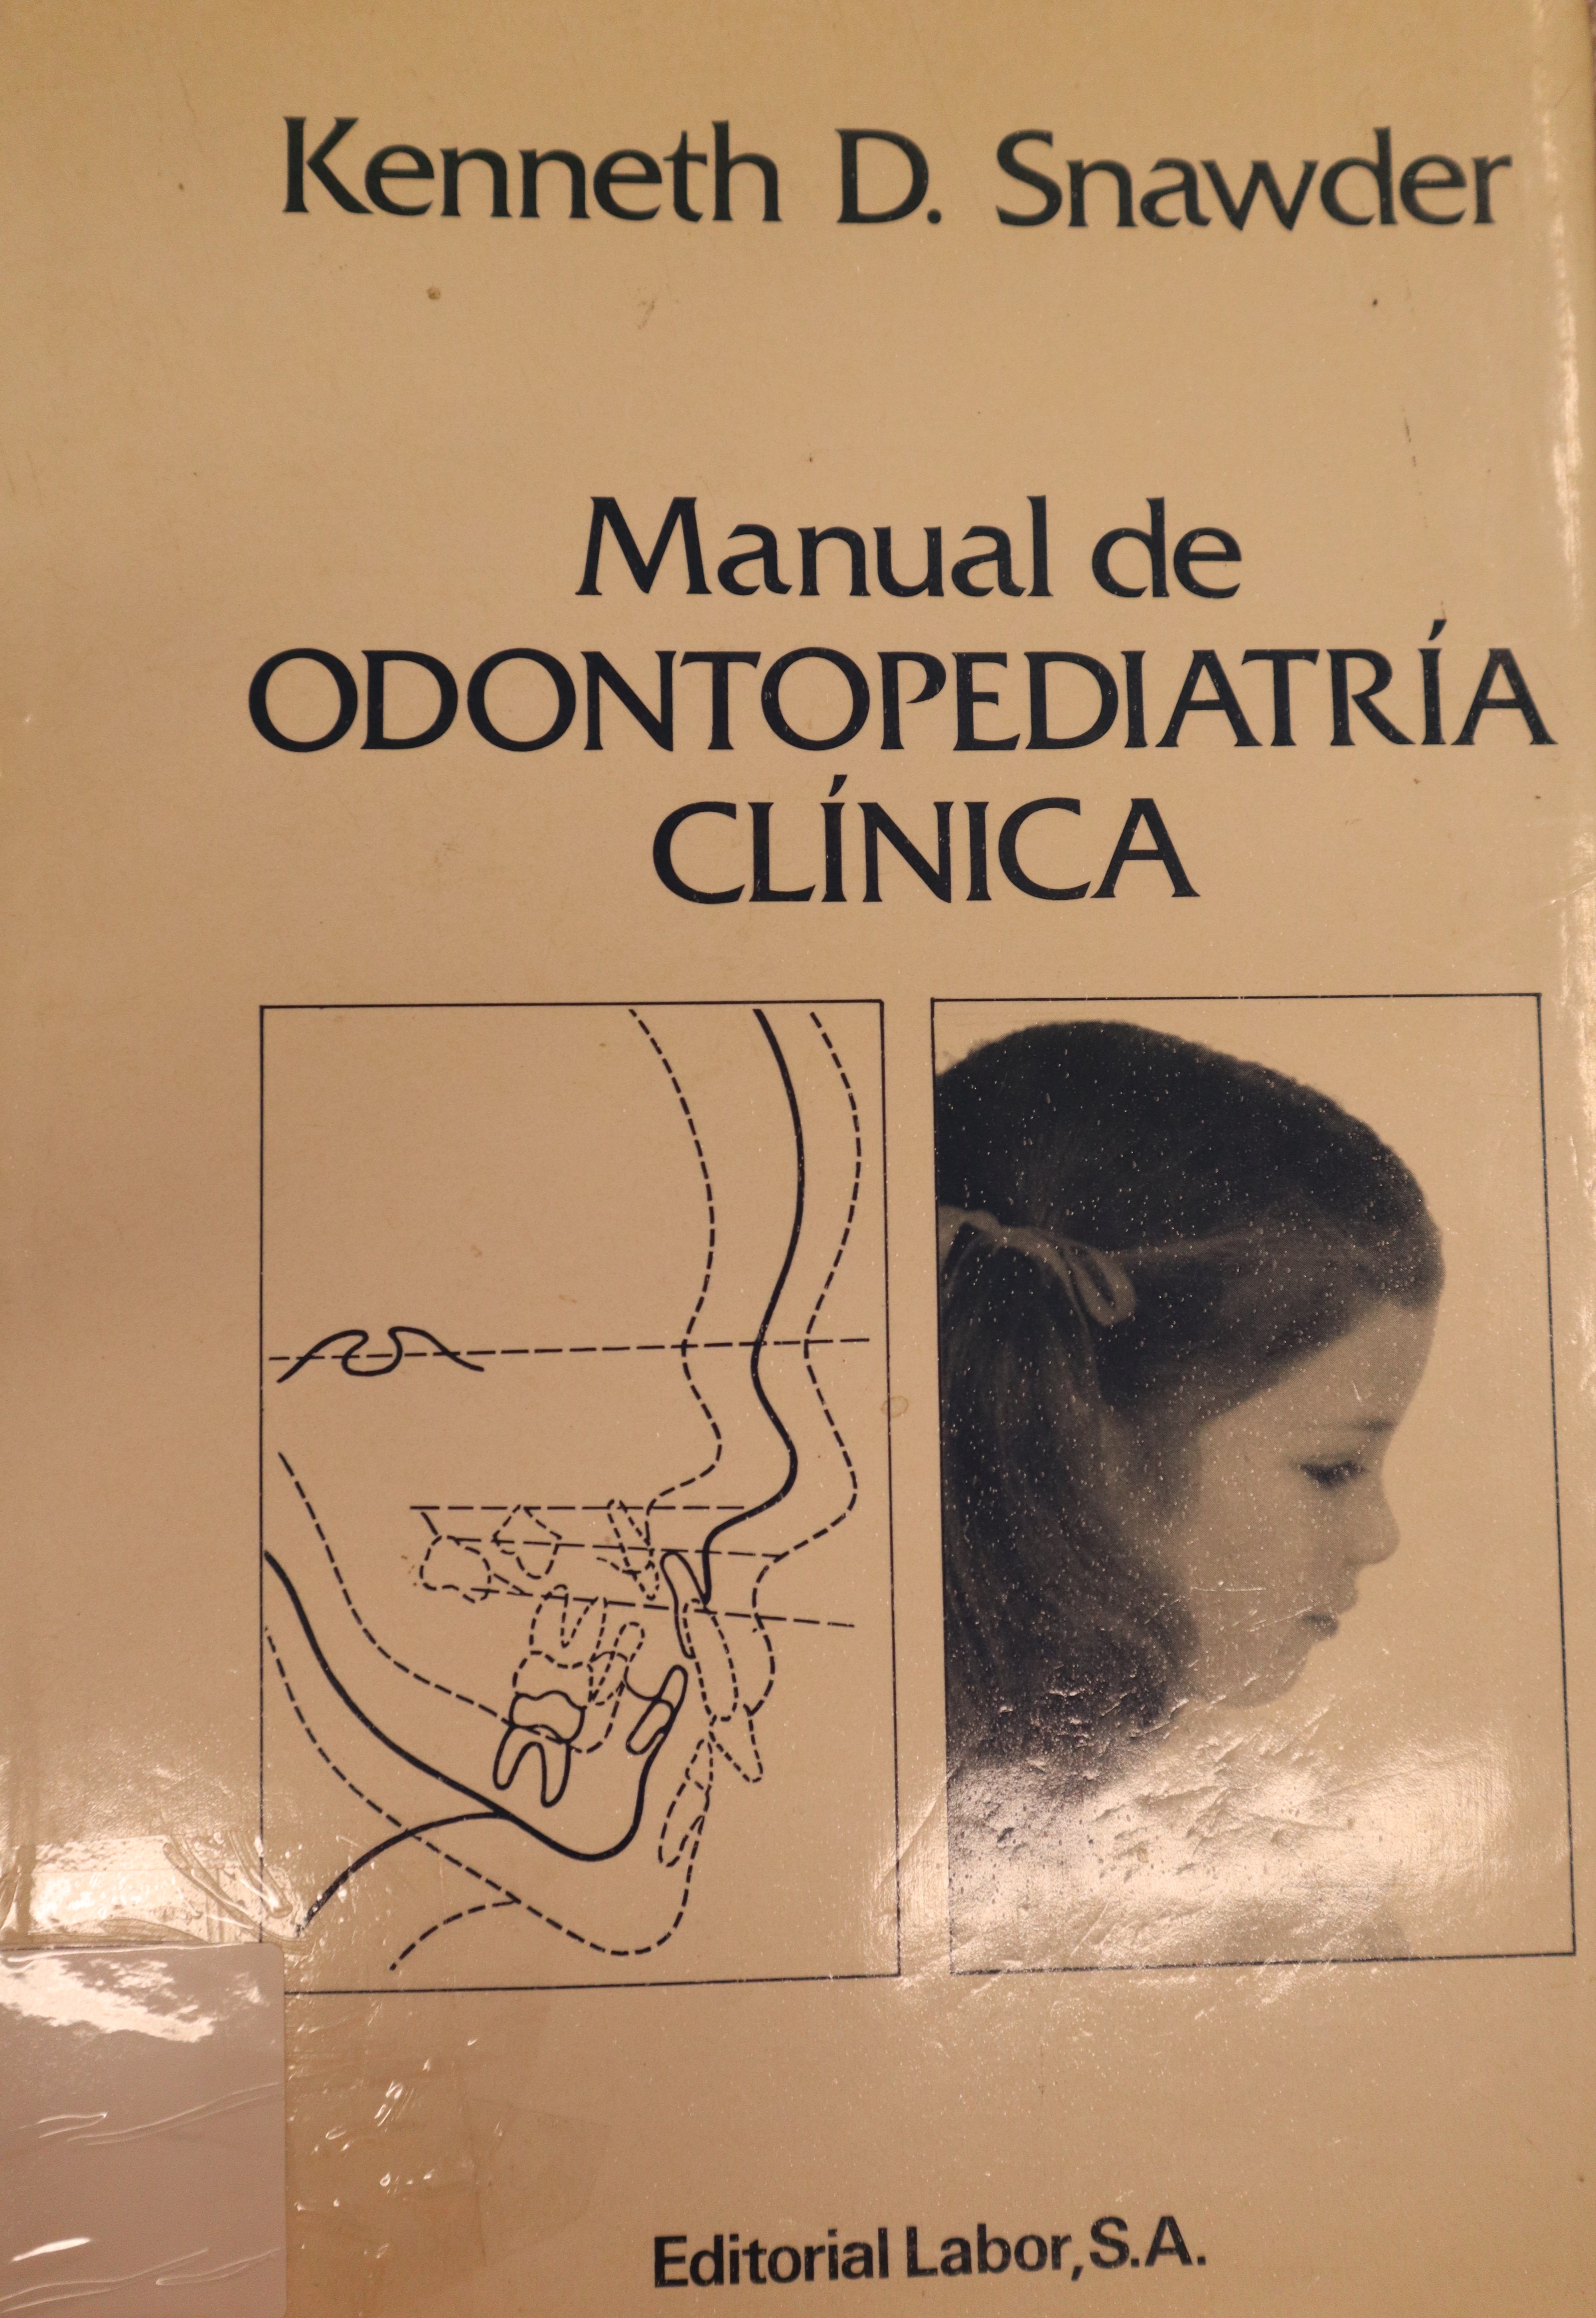 Kenneth D. Snawder
Manual de
ODONTOPEDIATRÍA
CLÍNICA
Editorial Labor, S.A.